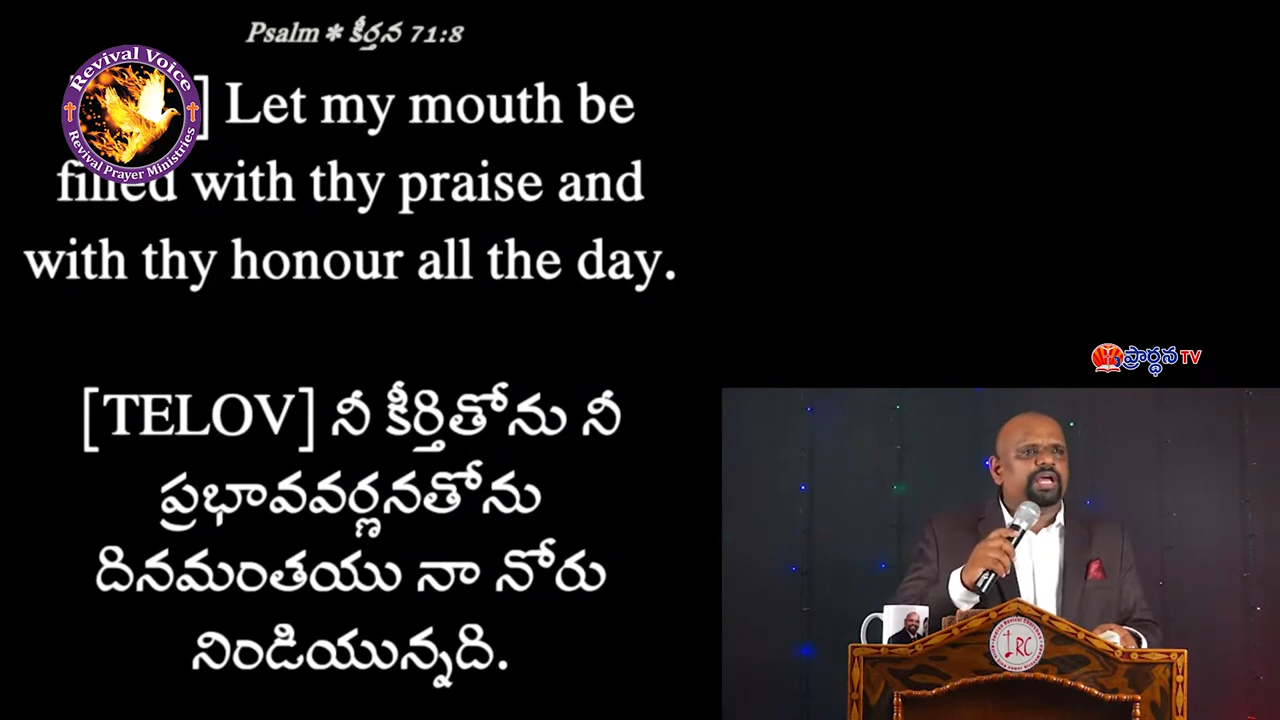 Psalm * కీర్తన 71:8
] Let my mouth be
filled with thy praise and
with thy honour all the day.
[TELOV] నీ కీర్తితోను నీ
ప్రభావవర్ణనతోను
దినమంతయు నా నోరు
నిండియున్నది.
Revival Voice
Revival Prayer Ministries
ప్రార్థన TV
IRC